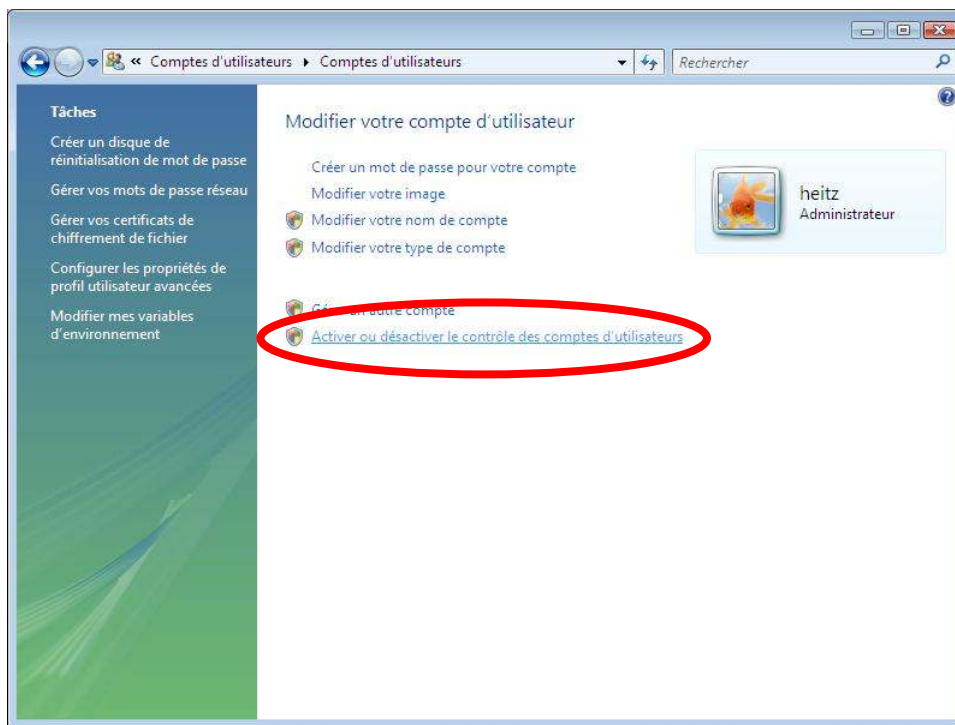 « Comptes d'utilisateurs ▸ Comptes d'utilisateurs
Rechercher
Tâches
Créer un disque de
réinitialisation de mot de passe
Gérer vos mots de passe réseau
Gérer vos certificats de
chiffrement de fichier
Configurer les propriétés de
profil utilisateur avancées
Modifier mes variables
d'environnement
Modifier votre compte d'utilisateur
Créer un mot de passe pour votre compte
Modifier votre image
Modifier votre nom de compte
Modifier votre type de compte
heitz
Administrateur
Gérer un autre compte
Activer ou désactiver le contrôle des comptes d'utilisateurs